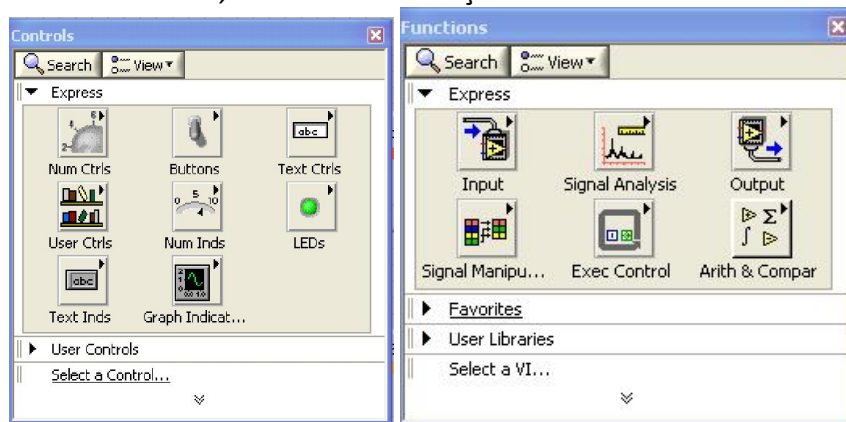 Controls
Search View
Express
Num Ctrls Buttons Text Ctrls
User Ctrls Num Inds LEDs
Text Inds Graph Indicat...
User Controls
Select a Control...
Functions
Search View
Express
Input Signal Analysis Output
Signal Manipu... Exec Control Arith & Compar
Favorites
User Libraries
Select a VI...